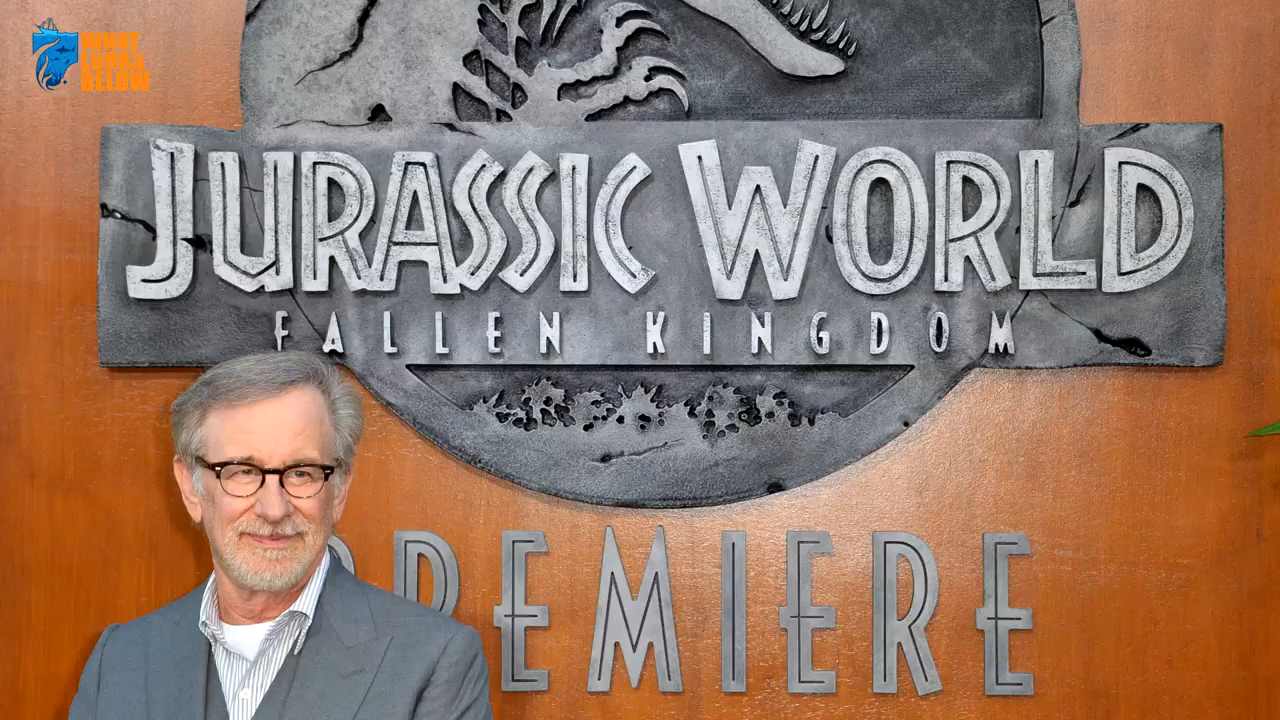 WHAT
LURKS
BELOW
JURASSIC WORLD
FALLEN KINGDOM
PREMIERE